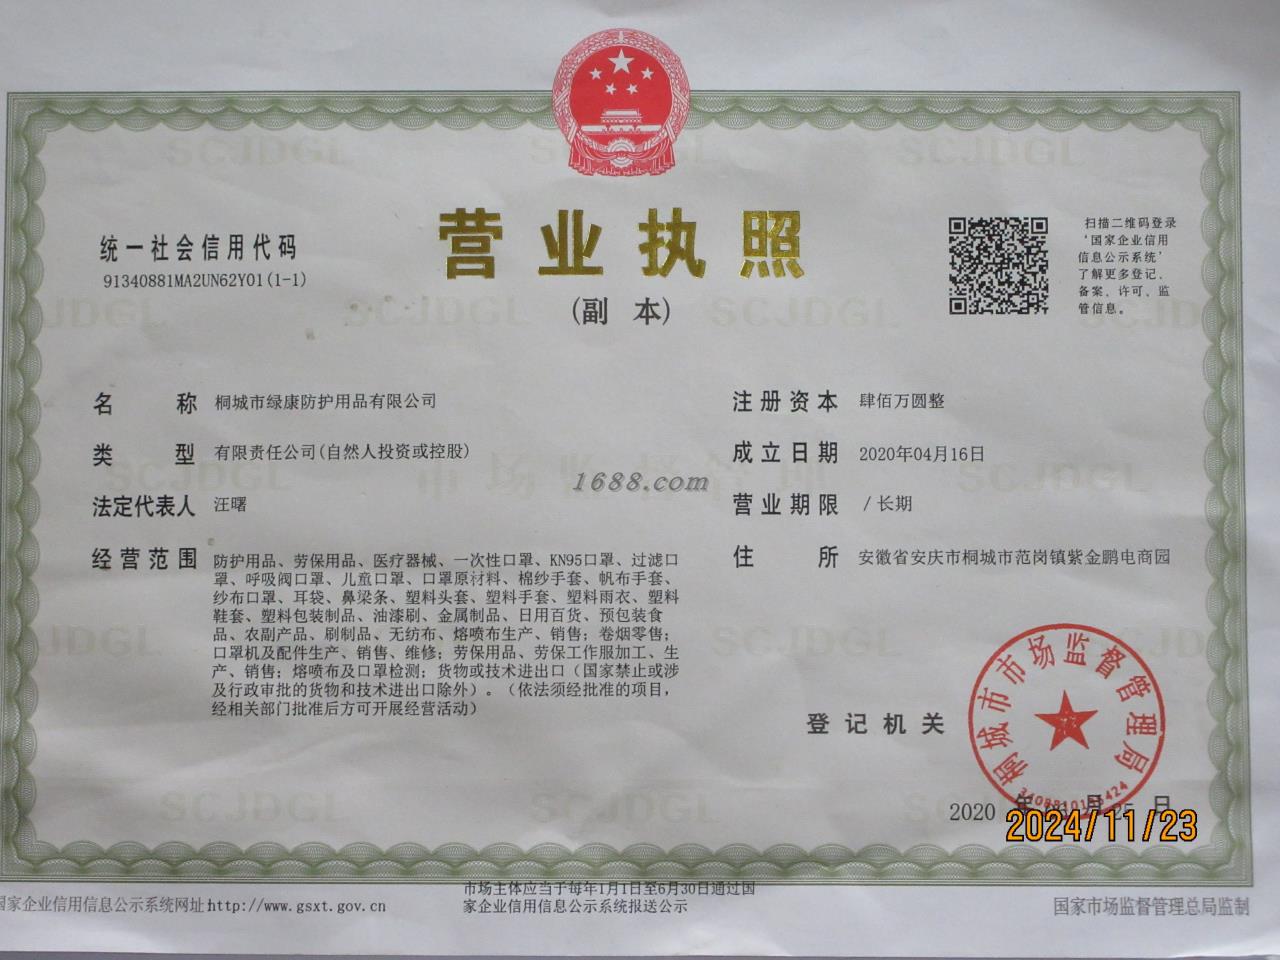 统一社会信用代码
91340881MA2UN62Y01(1-1)
营业执照
(副 本)
扫描二维码登录
'国家企业信用
信息公示系统'
了解更多登记、
备案、许可、监
管信息。
名 称 桐城市绿康防护用品有限公司
类 型 有限责任公司(自然人投资或控股)
法定代表人 汪曙
经营范围 防护用品、劳保用品、医疗器械、一次性口罩、KN95口罩、过滤口
罩、呼吸阀口罩、儿童口罩、口罩原材料、棉纱手套、帆布手套、
纱布口罩、耳袋、鼻梁条、塑料头套、塑料手套、塑料雨衣、塑料
鞋套、塑料包装制品、油漆刷、金属制品、日用百货、预包装食
品、农副产品、刷制品、无纺布、熔喷布生产、销售；卷烟零售；
口罩机及配件生产、销售、维修；劳保用品、劳保工作服加工、生
产、销售；熔喷布及口罩检测；货物或技术进出口（国家禁止或涉
及行政审批的货物和技术进出口除外）。（依法须经批准的项目，
经相关部门批准后方可开展经营活动）
注册资本 肆佰万圆整
成立日期 2020年04月16日
营业期限 / 长期
住 所 安徽省安庆市桐城市范岗镇紫金鹏电商园
1688.com
登记机关
桐城市市场监督管理局
2020 年 月 日
2024/11/23
国家企业信用信息公示系统网址http://www.gsxt.gov.cn
市场主体应当于每年1月1日至6月30日通过国
家企业信用信息公示系统报送公示
国家市场监督管理总局监制
SCJDGL